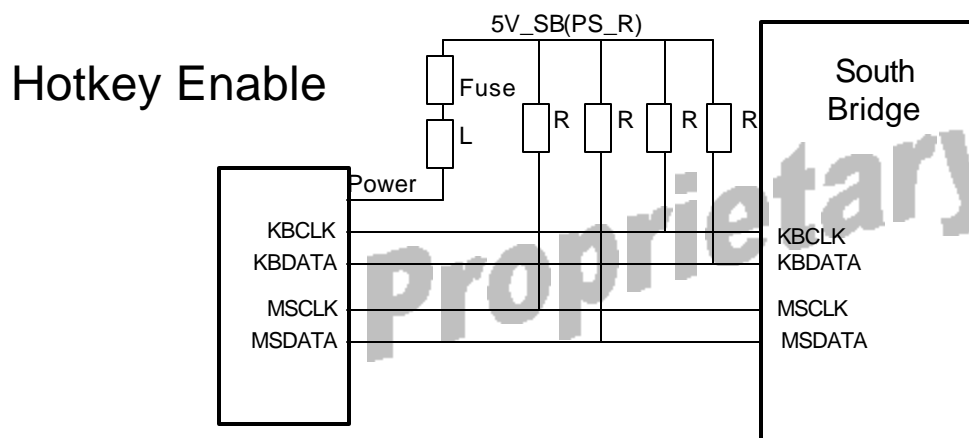 5V_SB(PS_R)
Hotkey Enable
Fuse
L
R
R
R
R
South
Bridge
Power
KBCLK
KBDATA
MSCLK
MSDATA
KBCLK
KBDATA
MSCLK
MSDATA
Proprietary